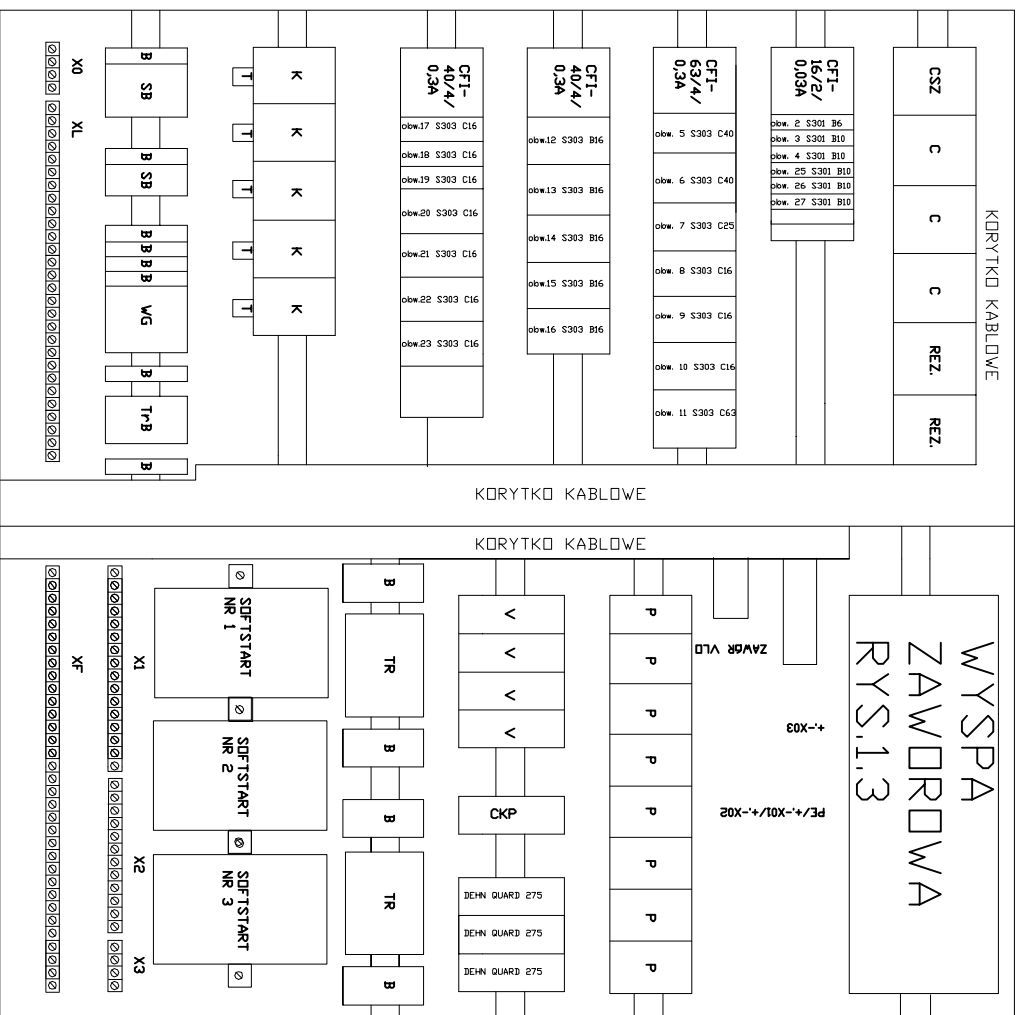 X0
XL
B
SB
B
SB
B
B
B
B
WG
B
TrB
B
K
T
K
T
K
T
K
T
K
T
CFI-
40/4/
0,3A
obw.17 S303 C16
obw.18 S303 C16
obw.19 S303 C16
obw.20 S303 C16
obw.21 S303 C16
obw.22 S303 C16
obw.23 S303 C16
CFI-
40/4/
0,3A
obw.12 S303 B16
obw.13 S303 B16
obw.14 S303 B16
obw.15 S303 B16
obw.16 S303 B16
CFI-
63/4/
0,3A
obw. 5 S303 C40
obw. 6 S303 C40
obw. 7 S303 C25
obw. 8 S303 C16
obw. 9 S303 C16
obw. 10 S303 C16
obw. 11 S303 C63
CFI-
16/2/
0,03A
obw. 2 S301 B6
obw. 3 S301 B10
obw. 4 S301 B10
obw. 25 S301 B10
obw. 26 S301 B10
obw. 27 S301 B10
CSZ
C
C
C
REZ.
REZ.
KORYTKO KABLOWE
KORYTKO KABLOWE
KORYTKO KABLOWE
XF
X1
X2
X3
SOFTSTART
NR 1
SOFTSTART
NR 2
SOFTSTART
NR 3
B
TR
B
B
TR
B
V
V
V
V
CKP
DEHN QUARD 275
DEHN QUARD 275
DEHN QUARD 275
P
P
P
P
P
P
P
P
ZAWÓR VLO
+.-X03
PE/+.-X01/+.-X02
WYSPA
ZAWOROWA
RYS.1.3